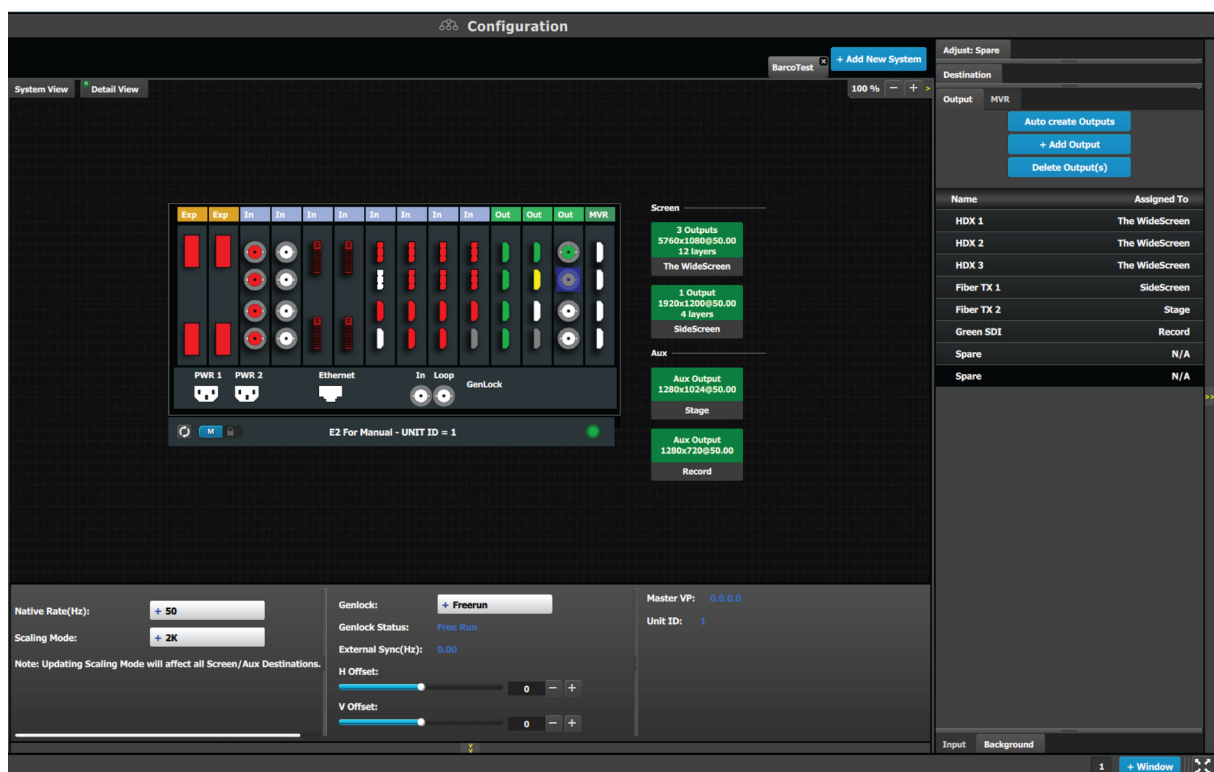 Configuration
BarcoTest x + Add New System
System View Detail View
100 % − + >
Exp Exp In In In In In In In In Out Out Out MVR
PWR 1 PWR 2 Ethernet In Loop GenLock
M E2 For Manual - UNIT ID = 1
Screen
3 Outputs
5760x1080@50.00
12 layers
The WideScreen
1 Output
1920x1200@50.00
4 layers
SideScreen
Aux
Aux Output
1280x1024@50.00
Stage
Aux Output
1280x720@50.00
Record
Native Rate(Hz): + 50
Scaling Mode: + 2K
Note: Updating Scaling Mode will affect all Screen/Aux Destinations.
Genlock: + Freerun
Genlock Status: Free Run
External Sync(Hz): 0.00
H Offset:
0 − +
V Offset:
0 − +
Master VP: 0.0.0.0
Unit ID: 1
Adjust: Spare
Destination
Output MVR
Auto create Outputs
+ Add Output
Delete Output(s)
Name Assigned To
HDX 1 The WideScreen
HDX 2 The WideScreen
HDX 3 The WideScreen
Fiber TX 1 SideScreen
Fiber TX 2 Stage
Green SDI Record
Spare N/A
Spare N/A
>>
Input Background
1 + Window